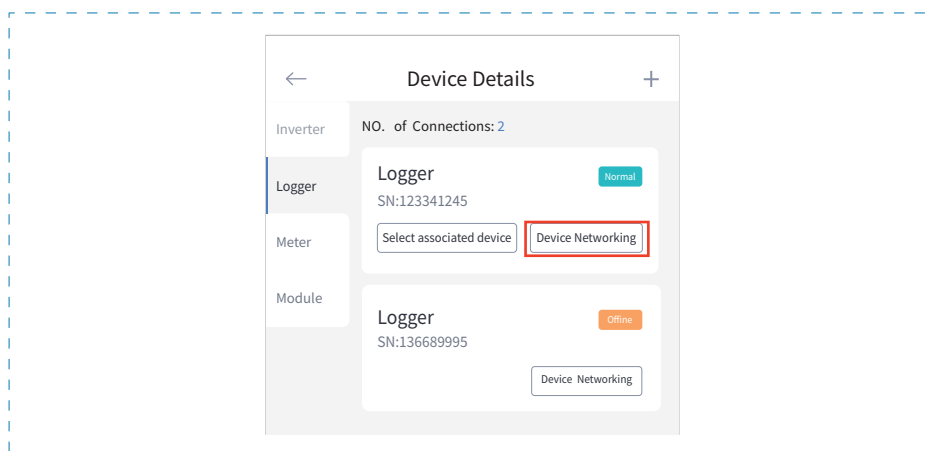 ← Device Details +
Inverter
Logger
Meter
Module
NO. of Connections: 2
Logger
Normal
SN:123341245
Select associated device
Device Networking
Logger
Offine
SN:136689995
Device Networking